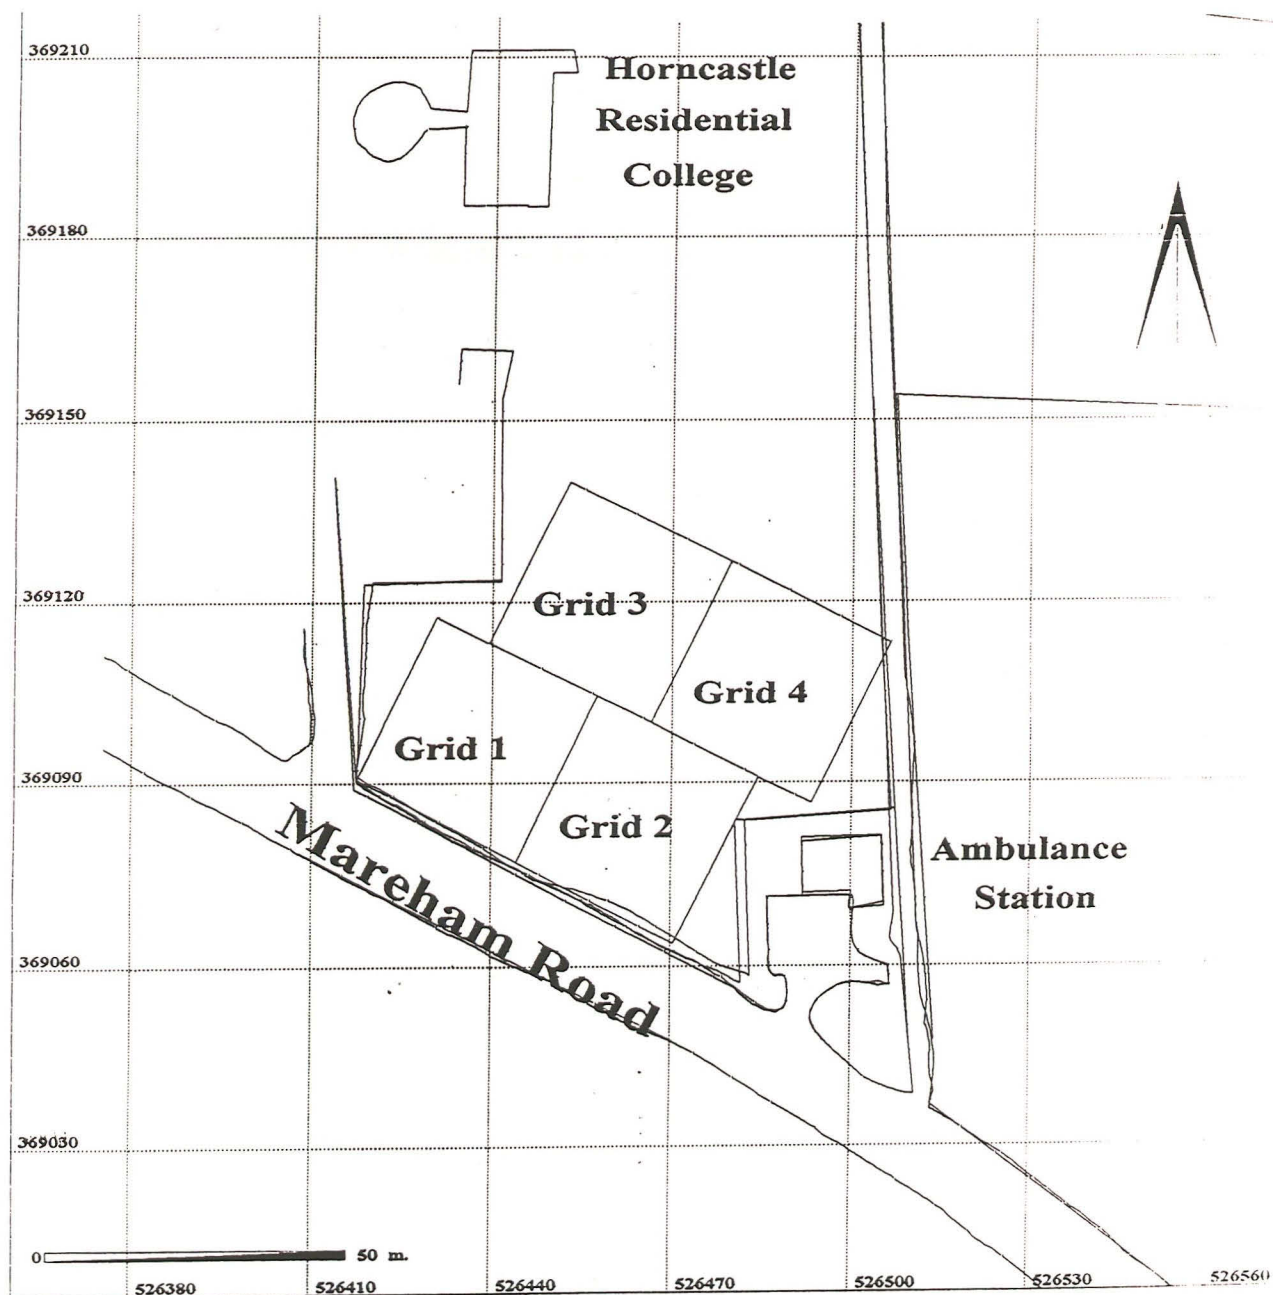 369210
Horncastle
Residential
College
369180
369150
369120
Grid 3
Grid 4
Grid 1
369090
Grid 2
Mareham Road
Ambulance
Station
369060
369030
0 50 m.
526380 526410 526440 526470 526500 526530 526560